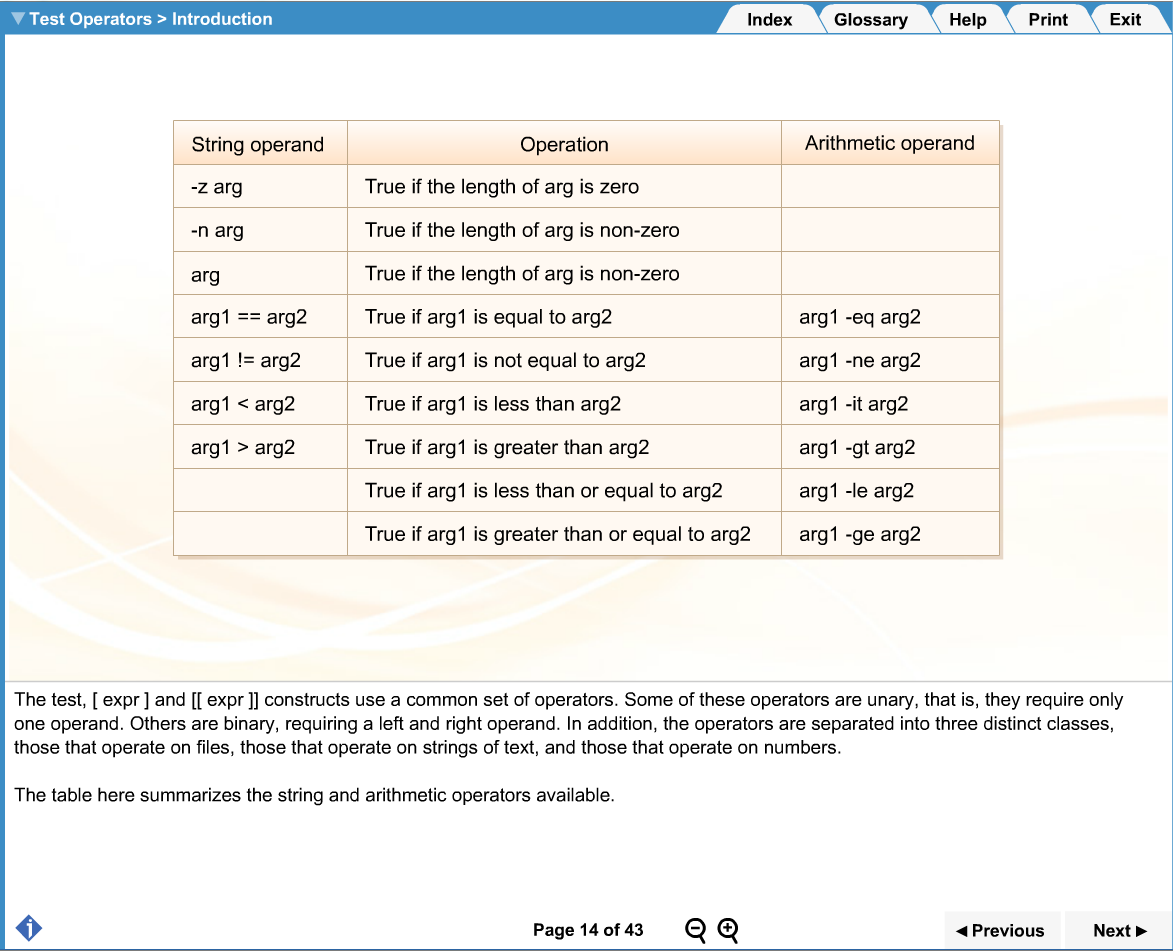 Test Operators > Introduction
Index
Glossary
Help
Print
Exit
String operand Operation Arithmetic operand
-z arg True if the length of arg is zero
-n arg True if the length of arg is non-zero
arg True if the length of arg is non-zero
arg1 == arg2 True if arg1 is equal to arg2 arg1 -eq arg2
arg1 != arg2 True if arg1 is not equal to arg2 arg1 -ne arg2
arg1 < arg2 True if arg1 is less than arg2 arg1 -it arg2
arg1 > arg2 True if arg1 is greater than arg2 arg1 -gt arg2
True if arg1 is less than or equal to arg2 arg1 -le arg2
True if arg1 is greater than or equal to arg2 arg1 -ge arg2
The test, [ expr ] and [[ expr ]] constructs use a common set of operators. Some of these operators are unary, that is, they require only
one operand. Others are binary, requiring a left and right operand. In addition, the operators are separated into three distinct classes,
those that operate on files, those that operate on strings of text, and those that operate on numbers.
The table here summarizes the string and arithmetic operators available.
i
Page 14 of 43
Previous
Next